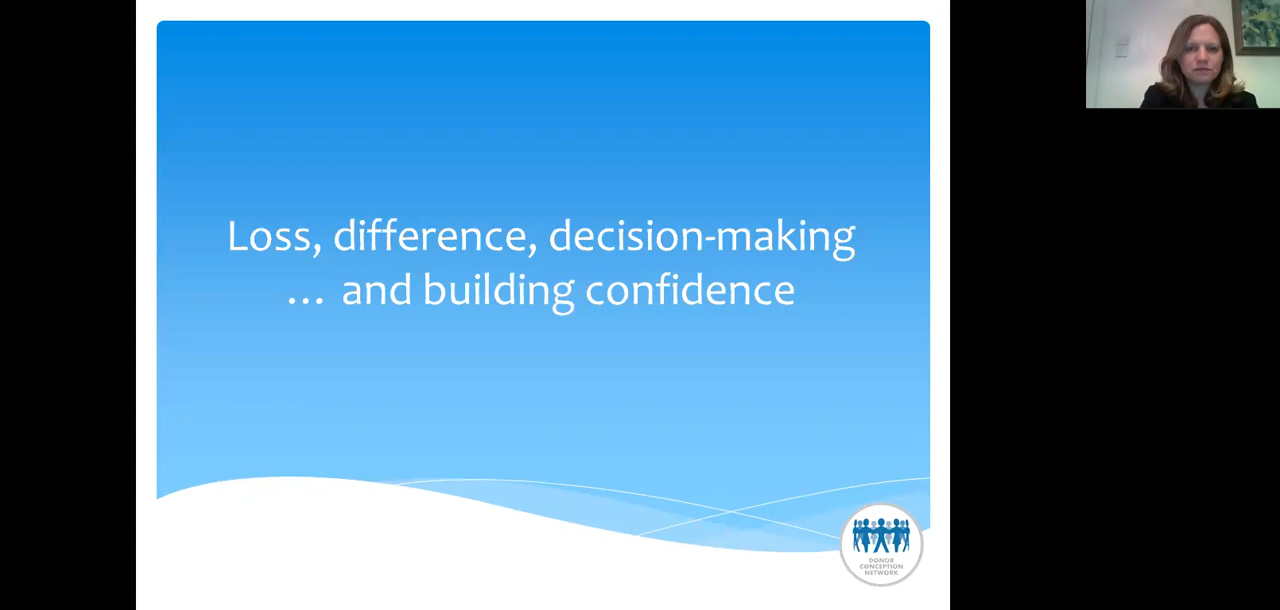 Loss, difference, decision-making
… and building confidence
DONOR
CONCEPTION
NETWORK